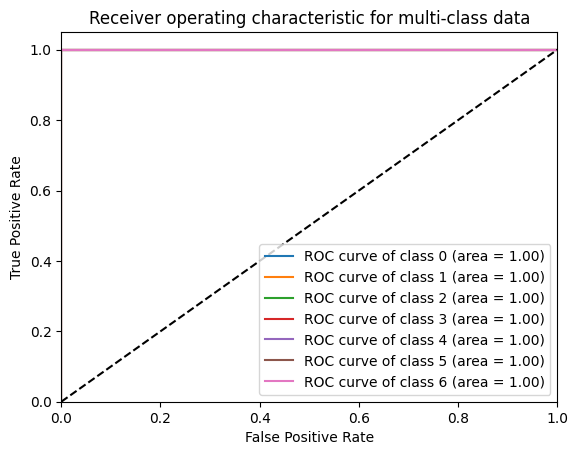 Receiver operating characteristic for multi-class data
1.0
0.8
0.6
0.4
0.2
0.0
True Positive Rate
ROC curve of class 0 (area = 1.00)
ROC curve of class 1 (area = 1.00)
ROC curve of class 2 (area = 1.00)
ROC curve of class 3 (area = 1.00)
ROC curve of class 4 (area = 1.00)
ROC curve of class 5 (area = 1.00)
ROC curve of class 6 (area = 1.00)
0.0 0.2 0.4 0.6 0.8 1.0
False Positive Rate